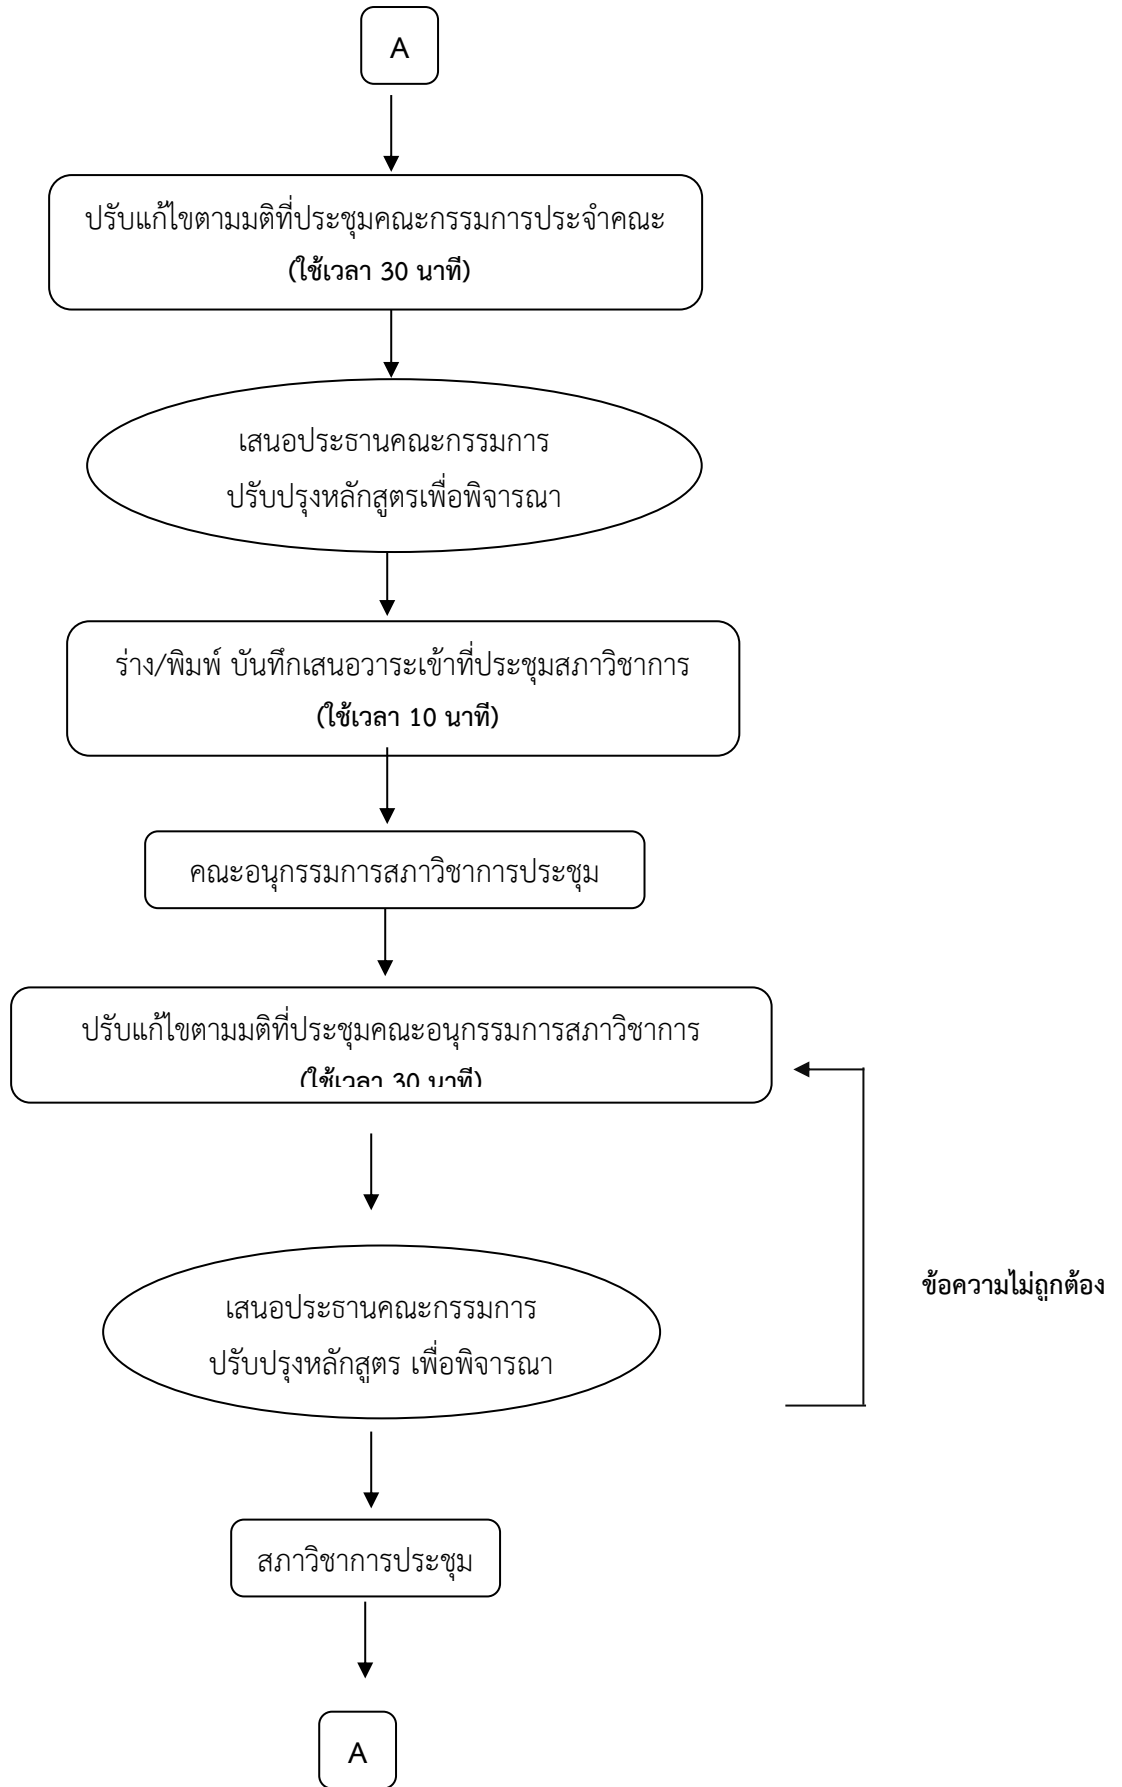 A
ปรับแก้ไขตามมติที่ประชุมคณะกรรมการประจำคณะ
(ใช้เวลา 30 นาที)
เสนอประธานคณะกรรมการ
ปรับปรุงหลักสูตรเพื่อพิจารณา
ร่าง/พิมพ์ บันทึกเสนอวาระเข้าที่ประชุมสภาวิชาการ
(ใช้เวลา 10 นาที)
คณะอนุกรรมการสภาวิชาการประชุม
ปรับแก้ไขตามมติที่ประชุมคณะอนุกรรมการสภาวิชาการ
(ใช้เวลา 30 นาที)
ข้อความไม่ถูกต้อง
เสนอประธานคณะกรรมการ
ปรับปรุงหลักสูตร เพื่อพิจารณา
สภาวิชาการประชุม
A